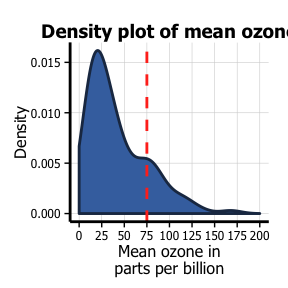 Density plot of mean ozone
0.015
0.010
0.005
0.000
Density
0 25 50 75 100 125 150 175 200
Mean ozone in
parts per billion